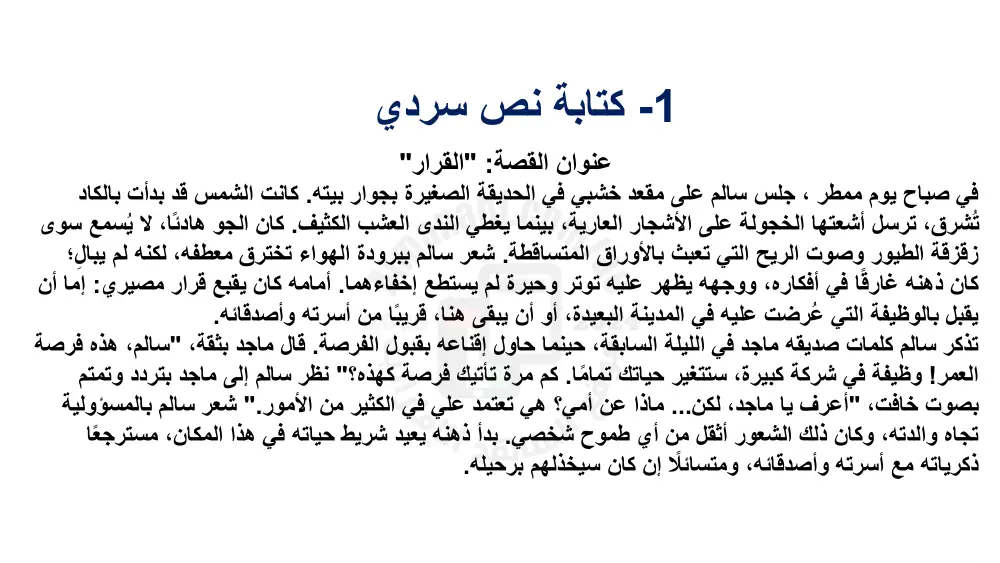 1- كتابة نص سردي
عنوان القصة: "القرار"
في صباح يوم ممطر ، جلس سالم على مقعد خشبي في الحديقة الصغيرة بجوار بيته. كانت الشمس قد بدأت بالكاد
تُشرق، ترسل أشعتها الخجولة على الأشجار العارية، بينما يغطي الندى العشب الكثيف. كان الجو هادئًا، لا يُسمع سوى
زقزقة الطيور وصوت الريح التي تعبث بالأوراق المتساقطة. شعر سالم ببرودة الهواء تخترق معطفه، لكنه لم يبالِ؛
كان ذهنه غارقًا في أفكاره، ووجهه يظهر عليه توتر وحيرة لم يستطع إخفاءهما. أمامه كان يقبع قرار مصيري: إما أن
يقبل بالوظيفة التي عُرضت عليه في المدينة البعيدة، أو أن يبقى هنا، قريبًا من أسرته وأصدقائه.
تذكر سالم كلمات صديقه ماجد في الليلة السابقة، حينما حاول إقناعه بقبول الفرصة. قال ماجد بثقة، "سالم، هذه فرصة
العمر! وظيفة في شركة كبيرة، ستتغير حياتك تمامًا. كم مرة تأتيك فرصة كهذه؟" نظر سالم إلى ماجد بتردد وتمتم
بصوت خافت، "أعرف يا ماجد، لكن... ماذا عن أمي؟ هي تعتمد علي في الكثير من الأمور." شعر سالم بالمسؤولية
تجاه والدته، وكان ذلك الشعور أثقل من أي طموح شخصي. بدأ ذهنه يعيد شريط حياته في هذا المكان، مسترجعًا
ذكرياته مع أسرته وأصدقائه، ومتسائلًا إن كان سيخذلهم برحيله.